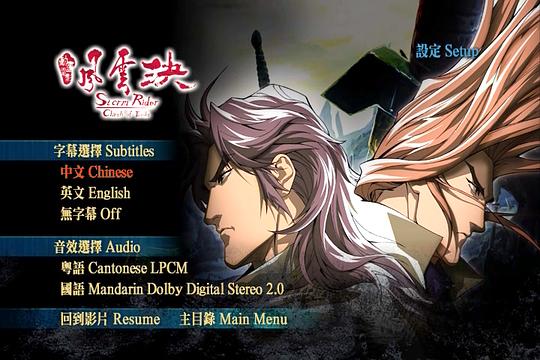 設定 Setup
風雲決
Storm Rider
Clash of Evils
字幕選擇 Subtitles
中文 Chinese
英文 English
無字幕 Off
音效選擇 Audio
粵語 Cantonese LPCM
國語 Mandarin Dolby Digital Stereo 2.0
回到影片 Resume 主目錄 Main Menu